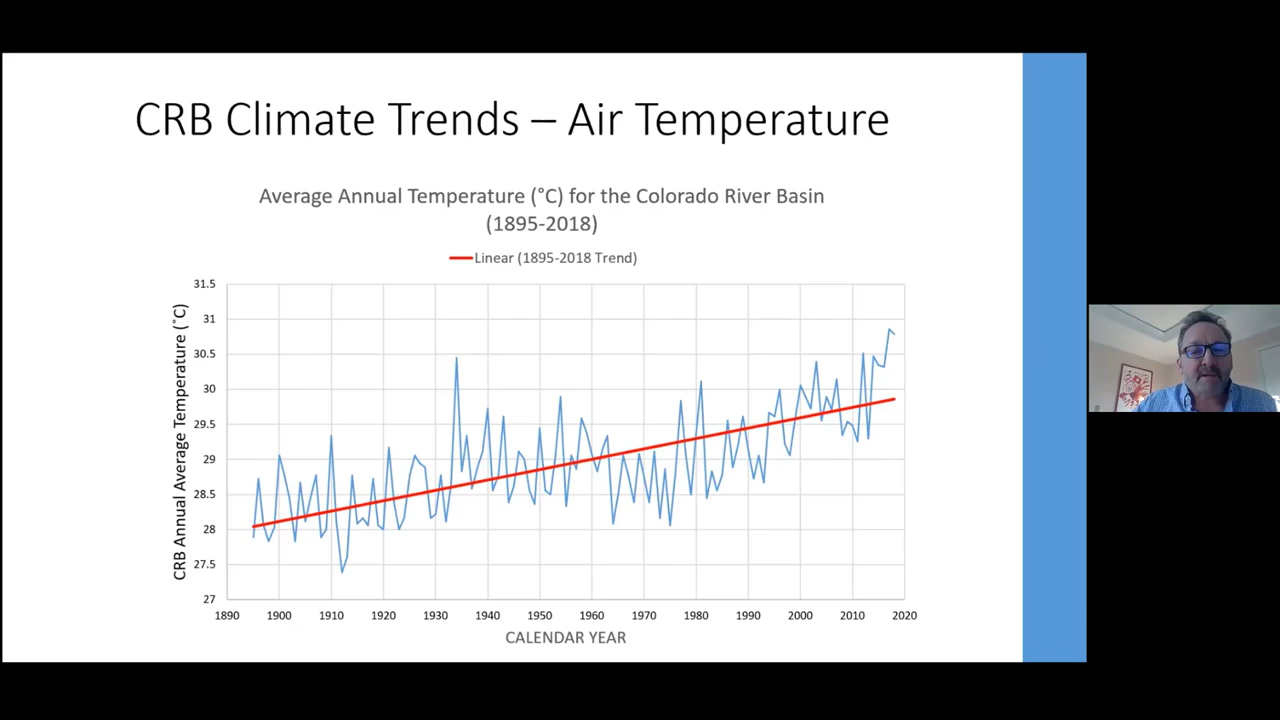 CRB Climate Trends – Air Temperature
Average Annual Temperature (°C) for the Colorado River Basin
(1895-2018)
Linear (1895-2018 Trend)
CRB Annual Average Temperature (˚C)
31.5
31
30.5
30
29.5
29
28.5
28
27.5
27
1890 1900 1910 1920 1930 1940 1950 1960 1970 1980 1990 2000 2010 2020
CALENDAR YEAR